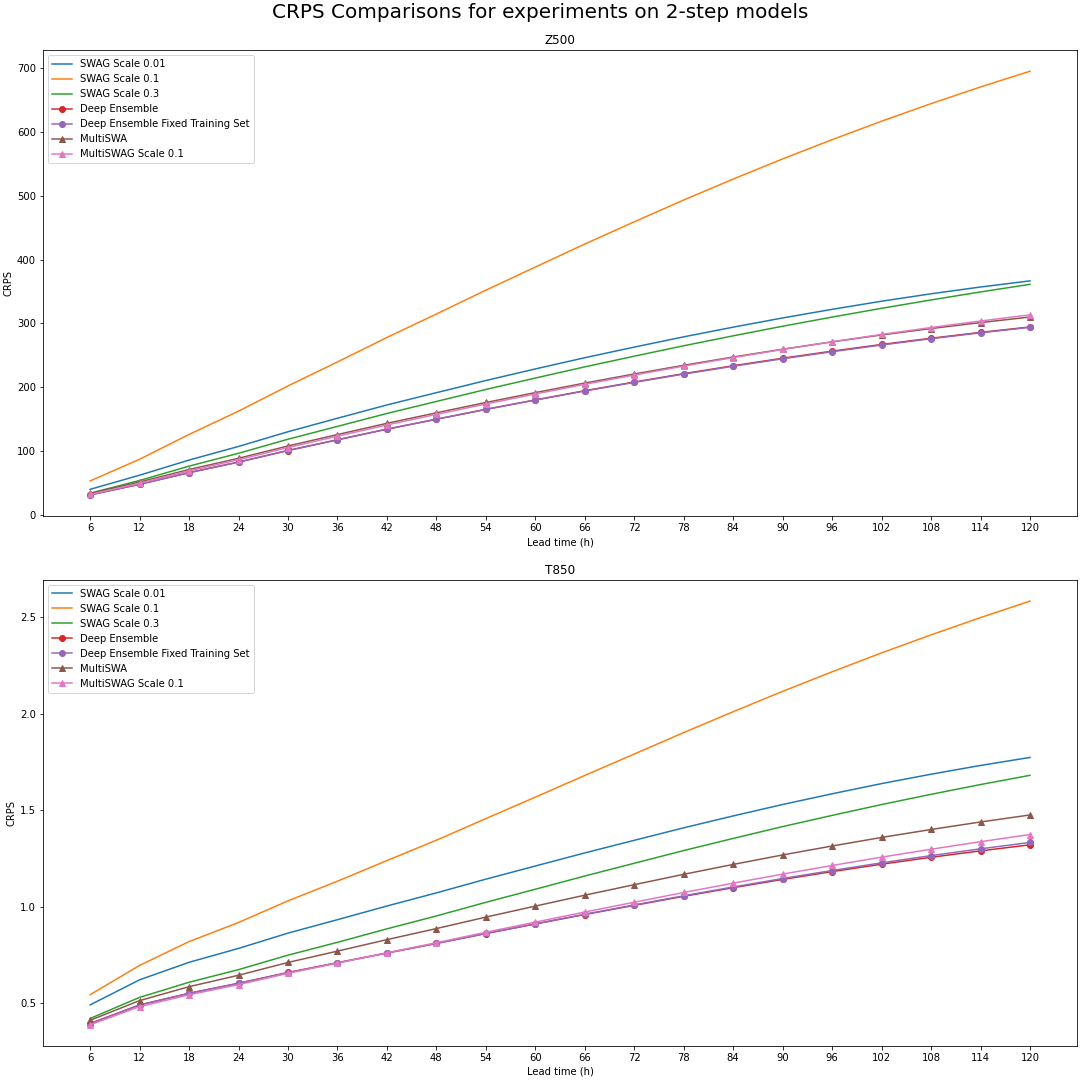 CRPS Comparisons for experiments on 2-step models
Z500
SWAG Scale 0.01
SWAG Scale 0.1
SWAG Scale 0.3
Deep Ensemble
Deep Ensemble Fixed Training Set
MultiSWA
MultiSWAG Scale 0.1
CRPS
700
600
500
400
300
200
100
0
6 12 18 24 30 36 42 48 54 60 66 72 78 84 90 96 102 108 114 120
Lead time (h)
T850
SWAG Scale 0.01
SWAG Scale 0.1
SWAG Scale 0.3
Deep Ensemble
Deep Ensemble Fixed Training Set
MultiSWA
MultiSWAG Scale 0.1
CRPS
2.5
2.0
1.5
1.0
0.5
6 12 18 24 30 36 42 48 54 60 66 72 78 84 90 96 102 108 114 120
Lead time (h)